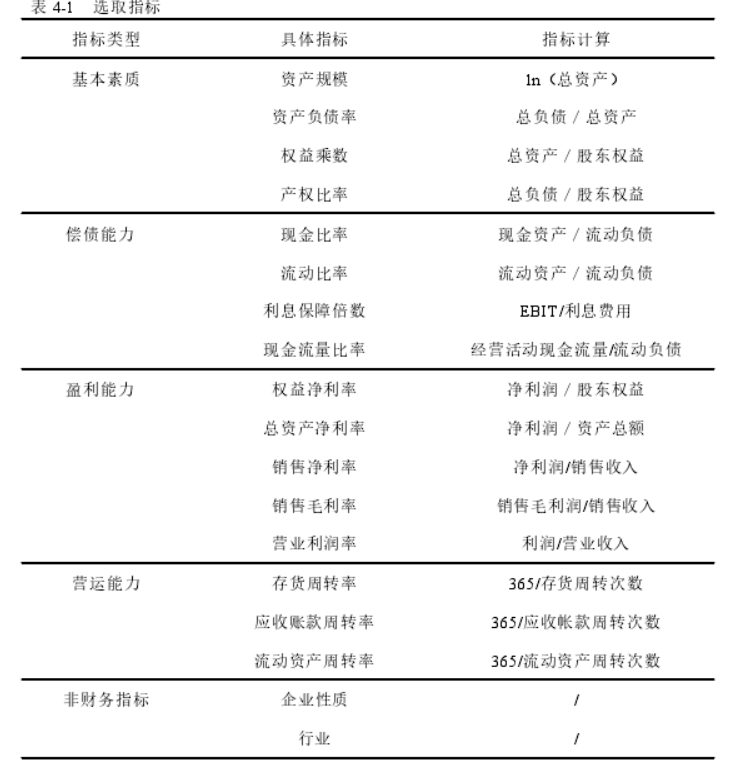 表 4-1 选取指标
指标类型 具体指标 指标计算
基本素质 资产规模 ln（总资产）
资产负债率 总负债 / 总资产
权益乘数 总资产 / 股东权益
产权比率 总负债 / 股东权益
偿债能力 现金比率 现金资产 / 流动负债
流动比率 流动资产 / 流动负债
利息保障倍数 EBIT/利息费用
现金流量比率 经营活动现金流量/流动负债
盈利能力 权益净利率 净利润 / 股东权益
总资产净利率 净利润 / 资产总额
销售净利率 净利润/销售收入
销售毛利率 销售毛利润/销售收入
营业利润率 利润/营业收入
营运能力 存货周转率 365/存货周转次数
应收账款周转率 365/应收帐款周转次数
流动资产周转率 365/流动资产周转次数
非财务指标 企业性质 /
行业 /